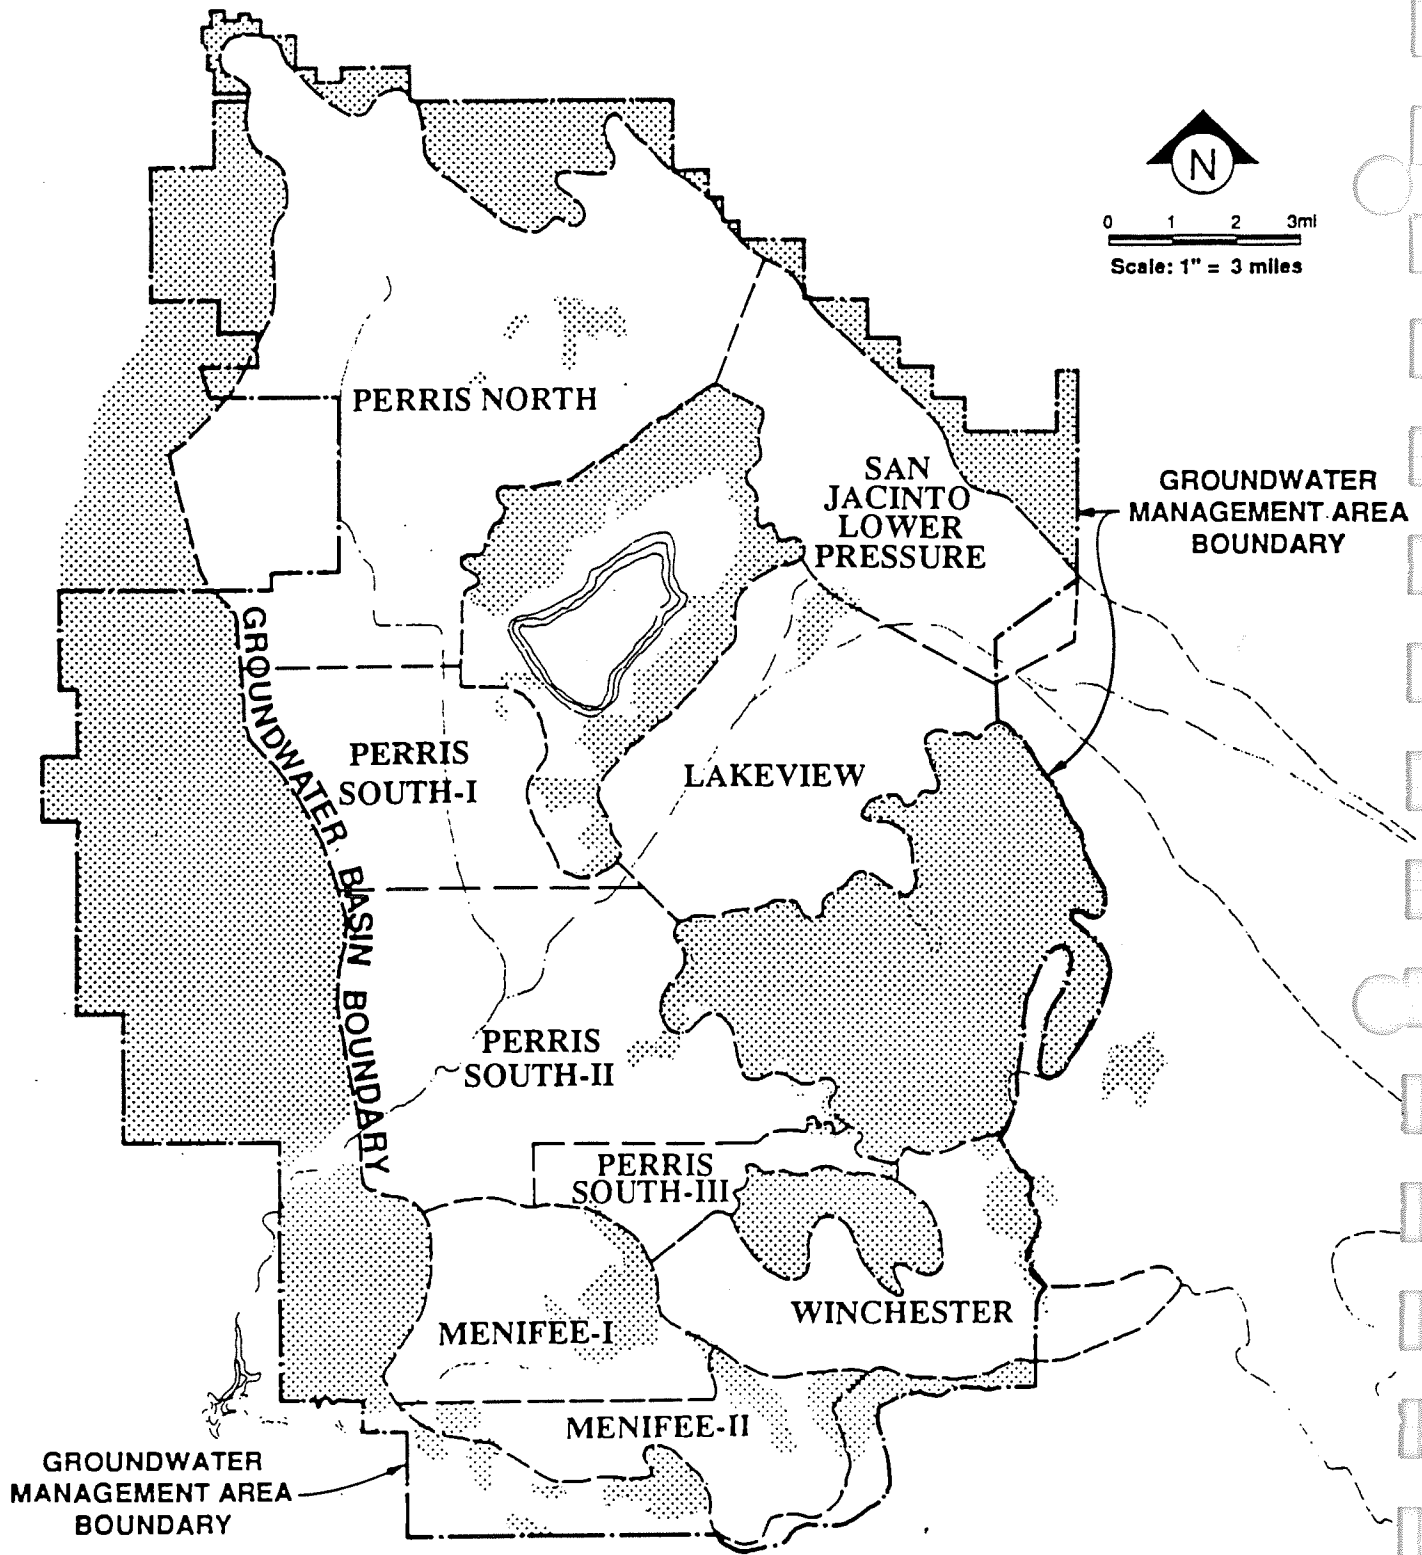 N
0 1 2 3mi
Scale: 1" = 3 miles
PERRIS NORTH
SAN
JACINTO
LOWER
PRESSURE
GROUNDWATER
MANAGEMENT AREA
BOUNDARY
GROUNDWATER BASIN BOUNDARY
PERRIS
SOUTH-I
LAKEVIEW
PERRIS
SOUTH-II
PERRIS
SOUTH-III
WINCHESTER
MENIFEE-I
MENIFEE-II
GROUNDWATER
MANAGEMENT AREA
BOUNDARY